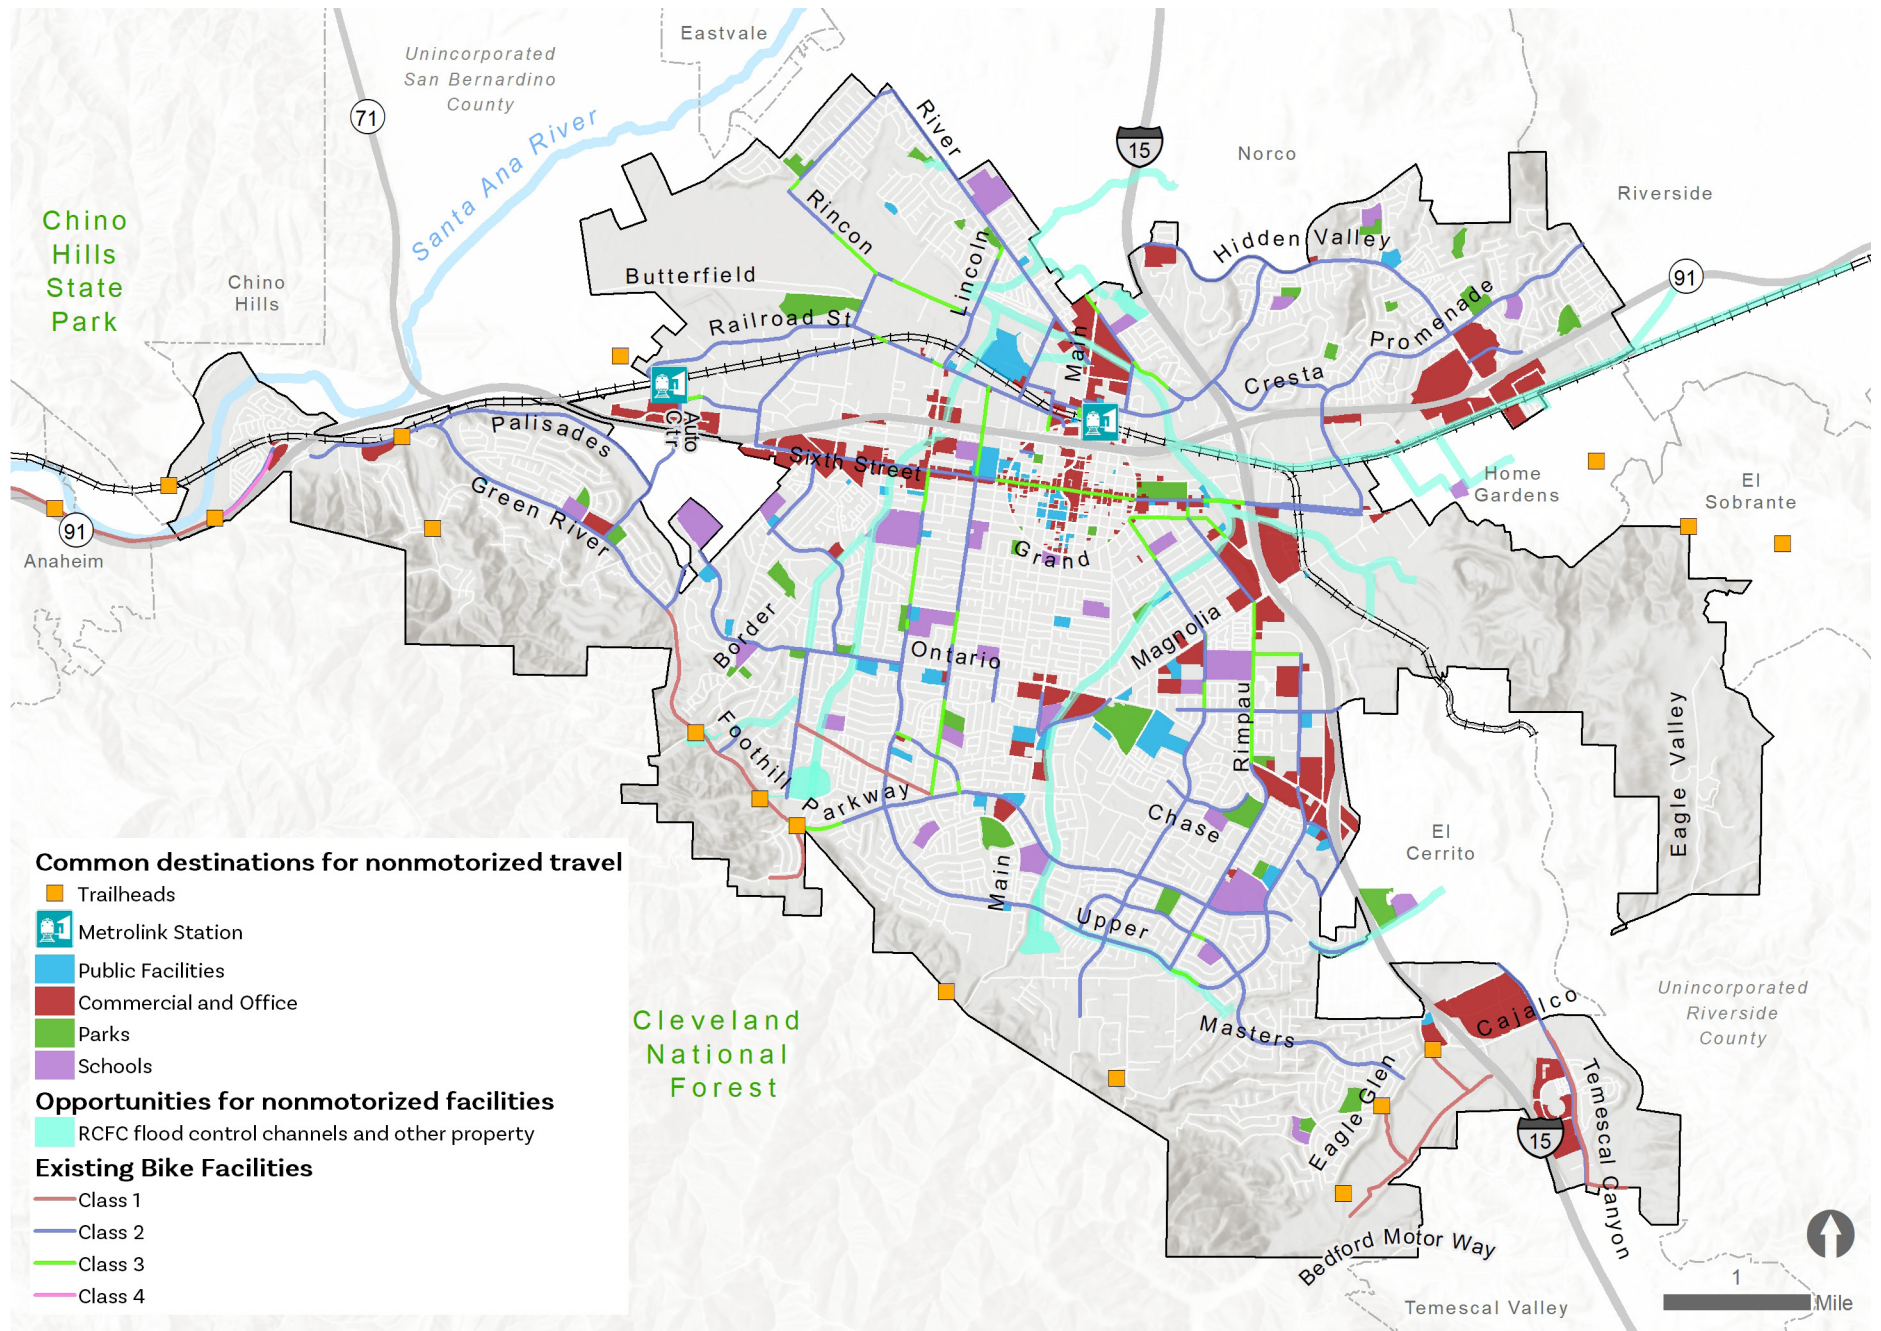 Eastvale
Unincorporated
San Bernardino
County
71
Santa Ana River
River
15
Norco
Riverside
Chino
Hills
State
Park
Chino
Hills
Rincon
Lincoln
Hidden Valley
91
Butterfield
Railroad St
Main
Promenade
Cresta
Auto
Ctr
Palisades
Sixth Street
Green River
Home
Gardens
El
Sobrante
91
Anaheim
Grand
Border
Ontario
Magnolia
Rimpau
Eagle Valley
Foothill
Parkway
Chase
El
Cerrito
Main
Upper
Cleveland
National
Forest
Masters
Cajalco
Unincorporated
Riverside
County
Eagle Glen
15
Temescal Canyon
Bedford Motor Way
Temescal Valley
1
Mile
Common destinations for nonmotorized travel
Trailheads
Metrolink Station
Public Facilities
Commercial and Office
Parks
Schools
Opportunities for nonmotorized facilities
RCFC flood control channels and other property
Existing Bike Facilities
Class 1
Class 2
Class 3
Class 4